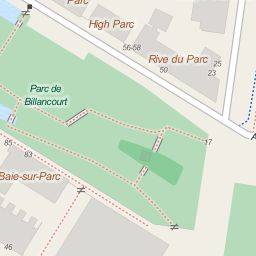 Parc
High Parc
56-58
Rive du Parc
50
25
23
Parc de
Billancourt
17
A
85
83
Baie-sur-Parc
46